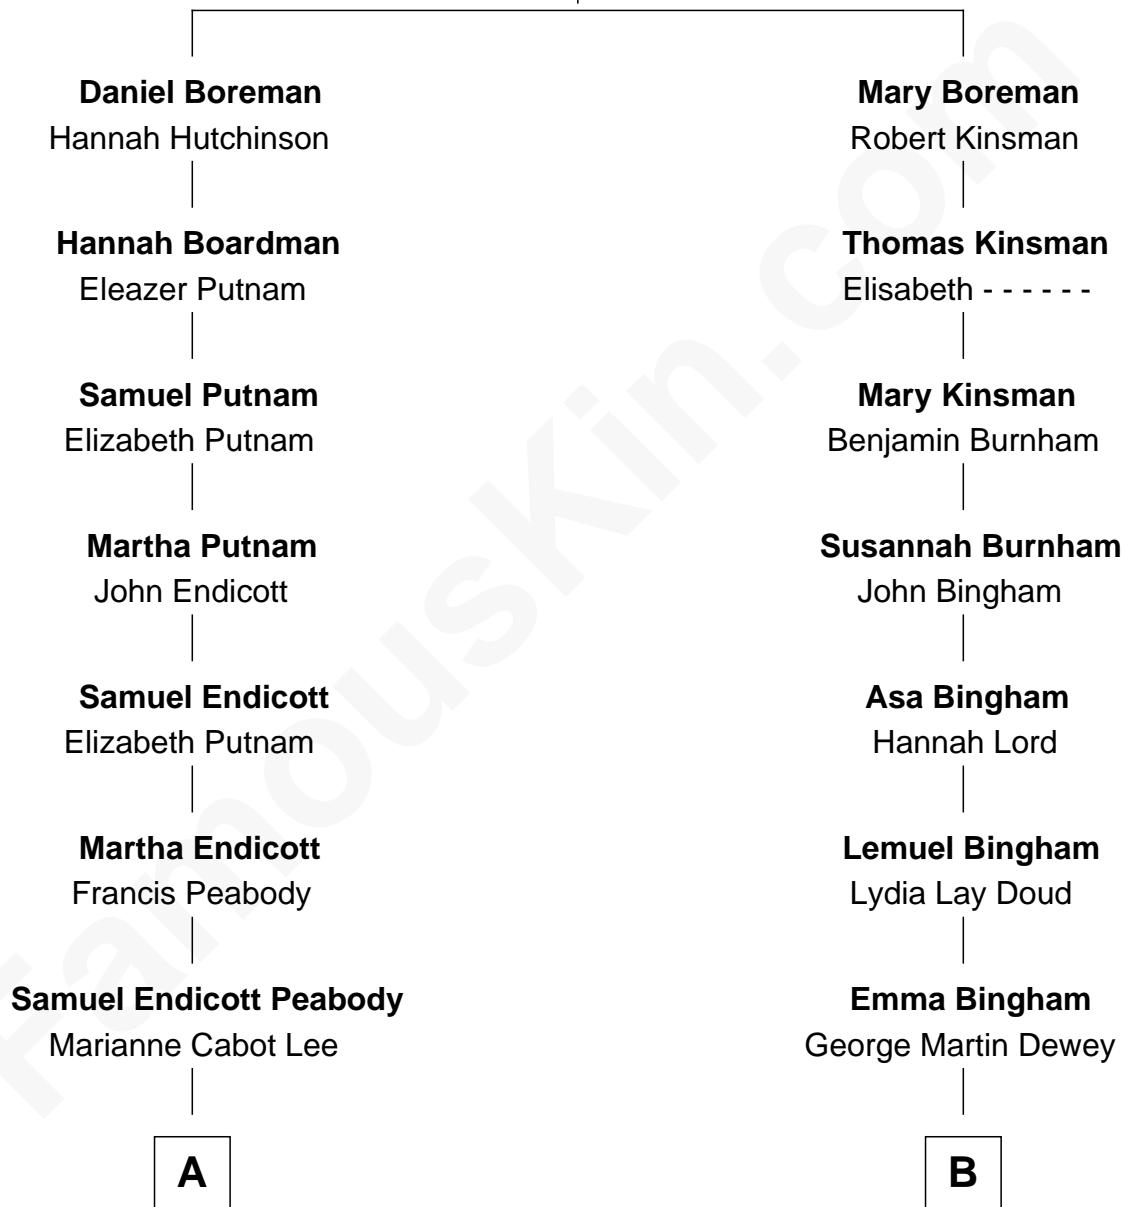 Daniel Boreman
Hannah Hutchinson
Hannah Boardman
Eleazer Putnam
Samuel Putnam
Elizabeth Putnam
Martha Putnam
John Endicott
Samuel Endicott
Elizabeth Putnam
Martha Endicott
Francis Peabody
Samuel Endicott Peabody
Marianne Cabot Lee
A
Mary Boreman
Robert Kinsman
Thomas Kinsman
Elisabeth - - - - - -
Mary Kinsman
Benjamin Burnham
Susannah Burnham
John Bingham
Asa Bingham
Hannah Lord
Lemuel Bingham
Lydia Lay Doud
Emma Bingham
George Martin Dewey
B
FamousKin.com